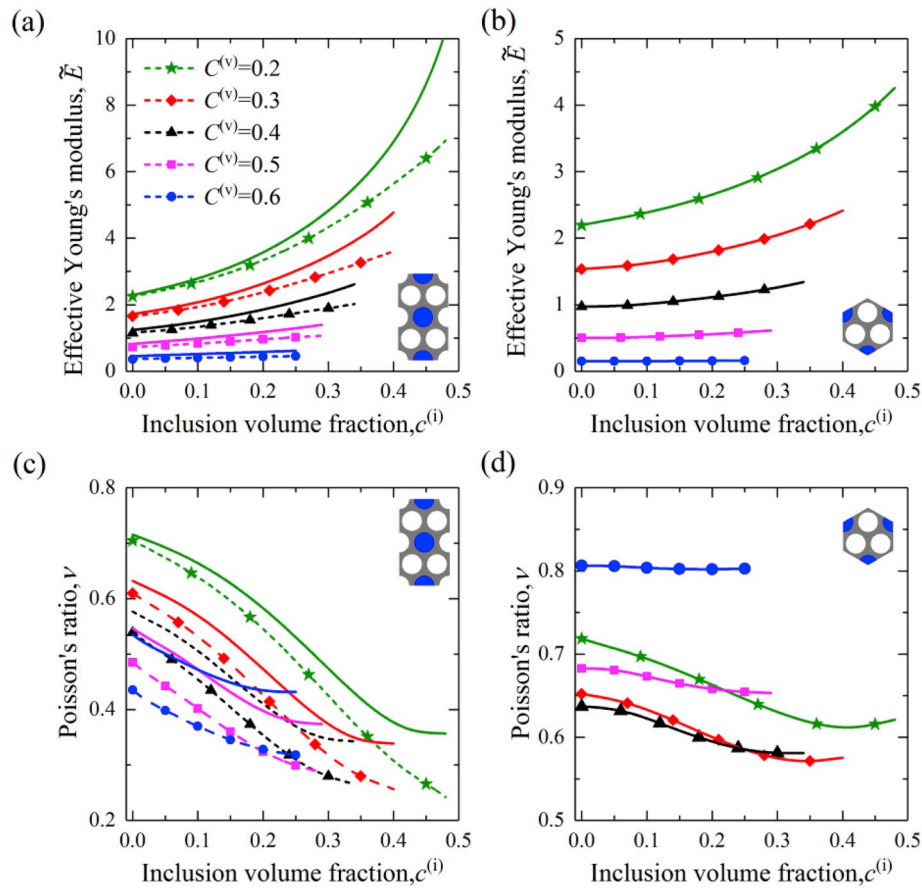 (a)
Effective Young's modulus, Ẽ
10
8
6
4
2
0
C(v)=0.2
C(v)=0.3
C(v)=0.4
C(v)=0.5
C(v)=0.6
0.0 0.1 0.2 0.3 0.4 0.5
Inclusion volume fraction,c(i)
(b)
Effective Young's modulus, Ẽ
5
4
3
2
1
0
0.0 0.1 0.2 0.3 0.4 0.5
Inclusion volume fraction,c(i)
(c)
Poisson's ratio, ν
0.8
0.6
0.4
0.2
0.0 0.1 0.2 0.3 0.4 0.5
Inclusion volume fraction,c(i)
(d)
Poisson's ratio, ν
0.9
0.8
0.7
0.6
0.5
0.0 0.1 0.2 0.3 0.4 0.5
Inclusion volume fraction,c(i)